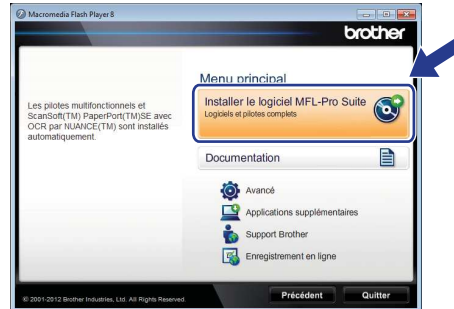 Macromedia Flash Player 8
brother
Menu principal
Installer le logiciel MFL-Pro Suite
Logiciels et pilotes complets
Les pilotes multifonctionnels et
ScanSoft(TM) PaperPort(TM)SE avec
OCR par NUANCE(TM) sont installés
automatiquement.
Documentation
Avancé
Applications supplémentaires
Support Brother
Enregistrement en ligne
© 2001-2012 Brother Industries, Ltd. All Rights Reserved.
Précédent
Quitter